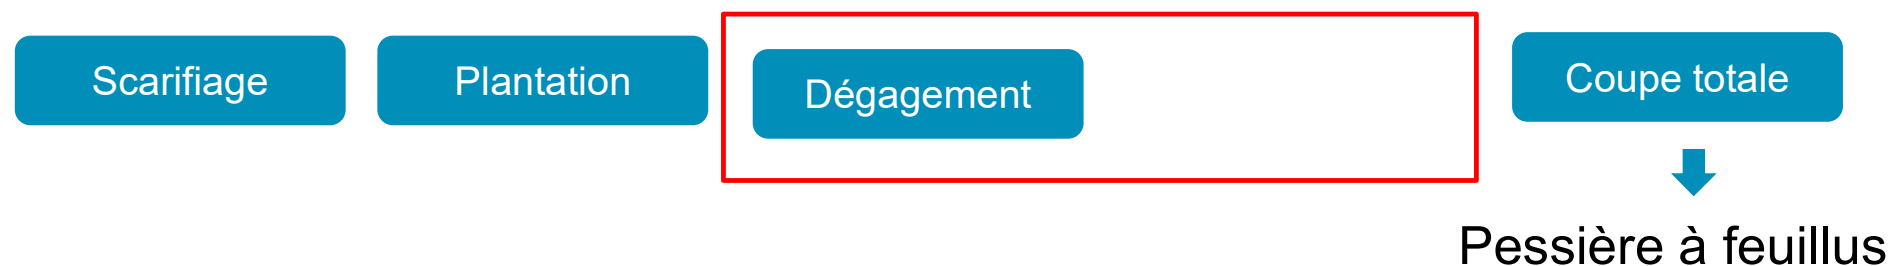 Scarifiage
Plantation
Dégagement
Coupe totale
Pessière à feuillus